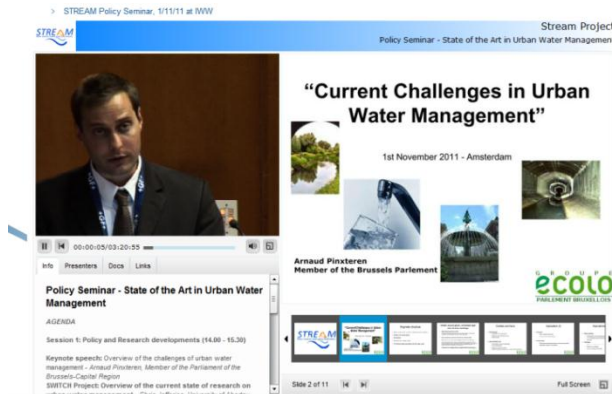 > STREAM Policy Seminar, 1/11/11 at IWW
STREAM
Stream Project
Policy Seminar - State of the Art in Urban Water Management
“Current Challenges in Urban
Water Management”
1st November 2011 - Amsterdam
Arnaud Pinxteren
Member of the Brussels Parlement
GROUPE
ecolo
PARLEMENT BRUXELLOIS
00:00:05/03:20:55
Info Presenters Docs Links
Policy Seminar - State of the Art in Urban Water
Management
AGENDA
Session 1: Policy and Research developments (14.00 - 15.30)
Keynote speech: Overview of the challenges of urban water
management - Arnaud Pinxteren, Member of the Parliament of the
Brussels-Capital Region
SWITCH Project: Overview of the current state of research on
STREAM
Slide 2 of 11
Full Screen